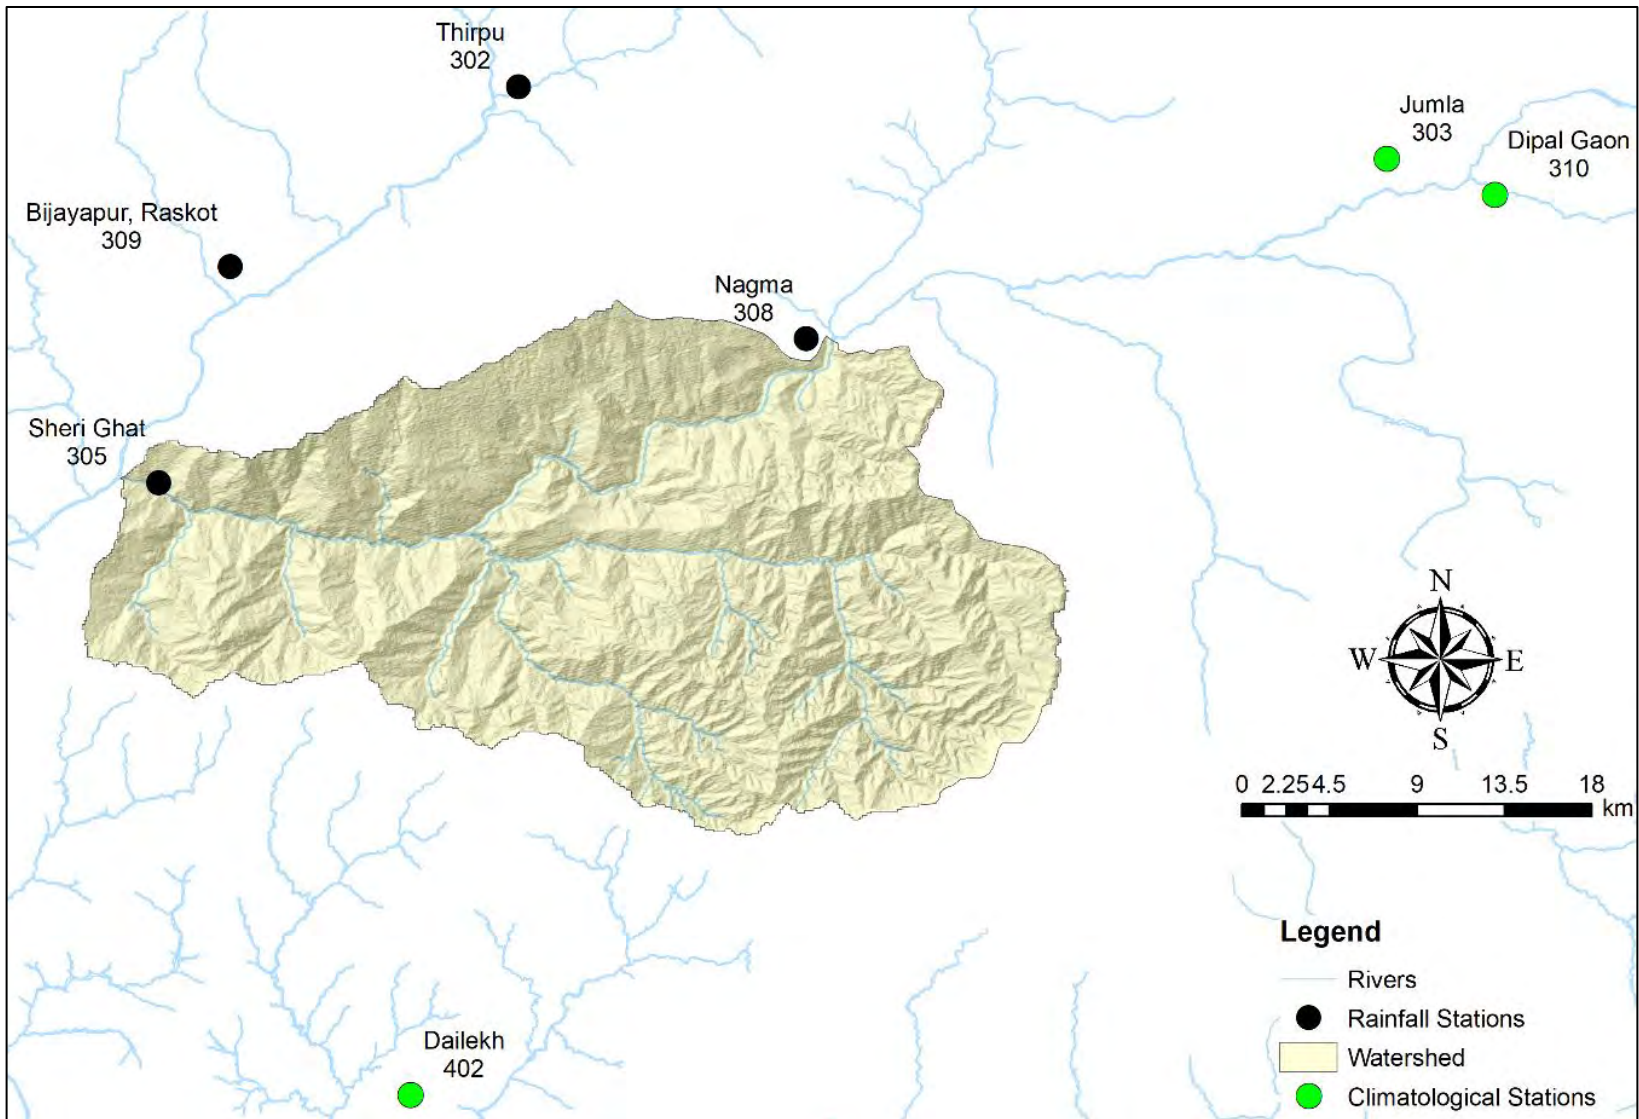 Thirpu
302
Jumla
303
Dipal Gaon
310
Bijayapur, Raskot
309
Nagma
308
Sheri Ghat
305
N
W
E
S
0 2.25 4.5 9 13.5 18
km
Legend
Rivers
Rainfall Stations
Watershed
Climatological Stations
Dailekh
402